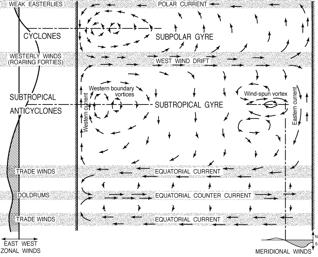 WEAK EASTERLIES
POLAR CURRENT
CYCLONES
SUBPOLAR GYRE
WESTERLY WINDS
(ROARING FORTIES)
WEST WIND DRIFT
Western boundary
vortices
Wind-spun vortex
SUBTROPICAL
ANTICYCLONES
Western current
SUBTROPICAL GYRE
Eastern current
TRADE WINDS
EQUATORIAL CURRENT
DOLDRUMS
EQUATORIAL COUNTER CURRENT
TRADE WINDS
EQUATORIAL CURRENT
EAST WEST
ZONAL WINDS
N
S
MERIDIONAL WINDS